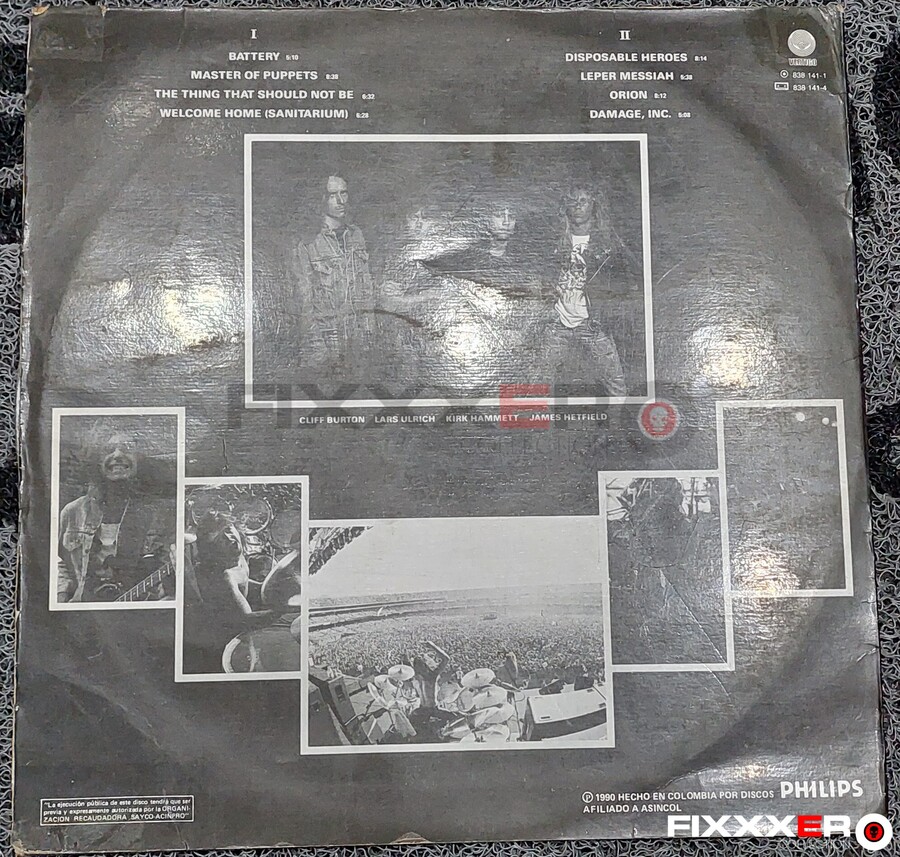 I
BATTERY 5:10
MASTER OF PUPPETS 8:38
THE THING THAT SHOULD NOT BE 6:32
WELCOME HOME (SANITARIUM) 6:28
II
DISPOSABLE HEROES 8:14
LEPER MESSIAH 5:38
ORION 8:12
DAMAGE, INC. 5:08
VERTIGO
838 141-1
838 141-4
FIXXXERO
COLLECTIONS
CLIFF BURTON LARS ULRICH KIRK HAMMETT JAMES HETFIELD
"La ejecución pública de este disco tendrá que ser
previa y expresamente autorizada por la ORGANI-
ZACION RECAUDADORA SAYCO-ACINPRO"
Ⓟ 1990 HECHO EN COLOMBIA POR DISCOS PHILIPS
AFILIADO A ASINCOL
FIXXXERO